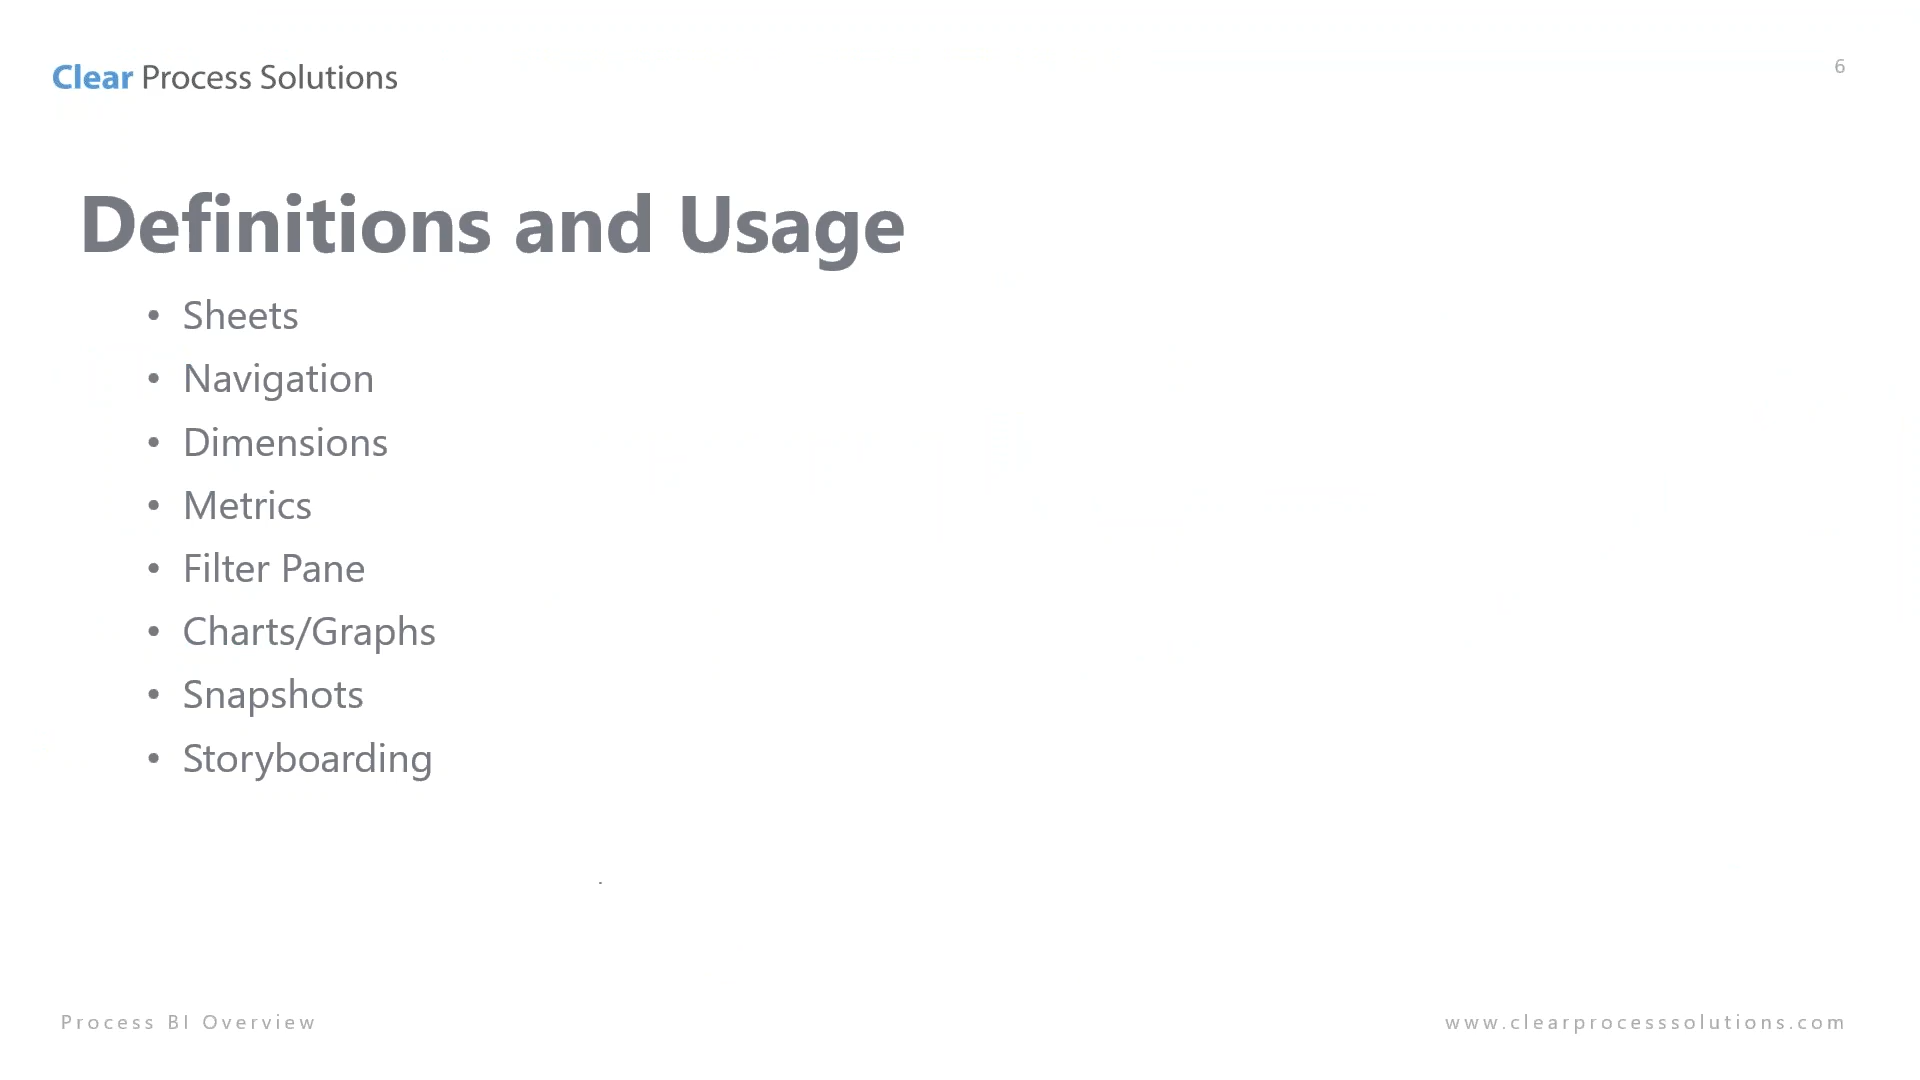 Clear Process Solutions
6
Definitions and Usage
• Sheets
• Navigation
• Dimensions
• Metrics
• Filter Pane
• Charts/Graphs
• Snapshots
• Storyboarding
Process BI Overview
www.clearprocesssolutions.com